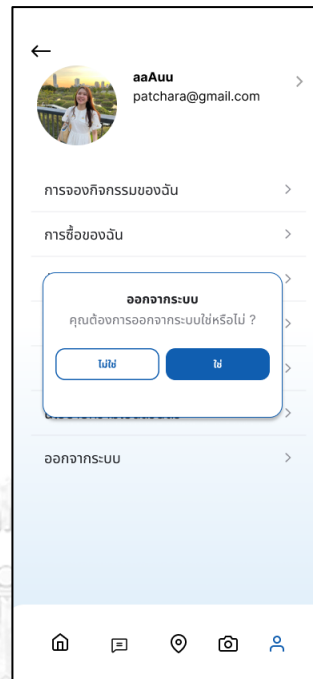 aaAuu
patchara@gmail.com
การจองกิจกรรมของฉัน
การซื้อของฉัน
ออกจากระบบ
คุณต้องการออกจากระบบใช่หรือไม่ ?
ไม่ใช่
ใช่
ออกจากระบบ